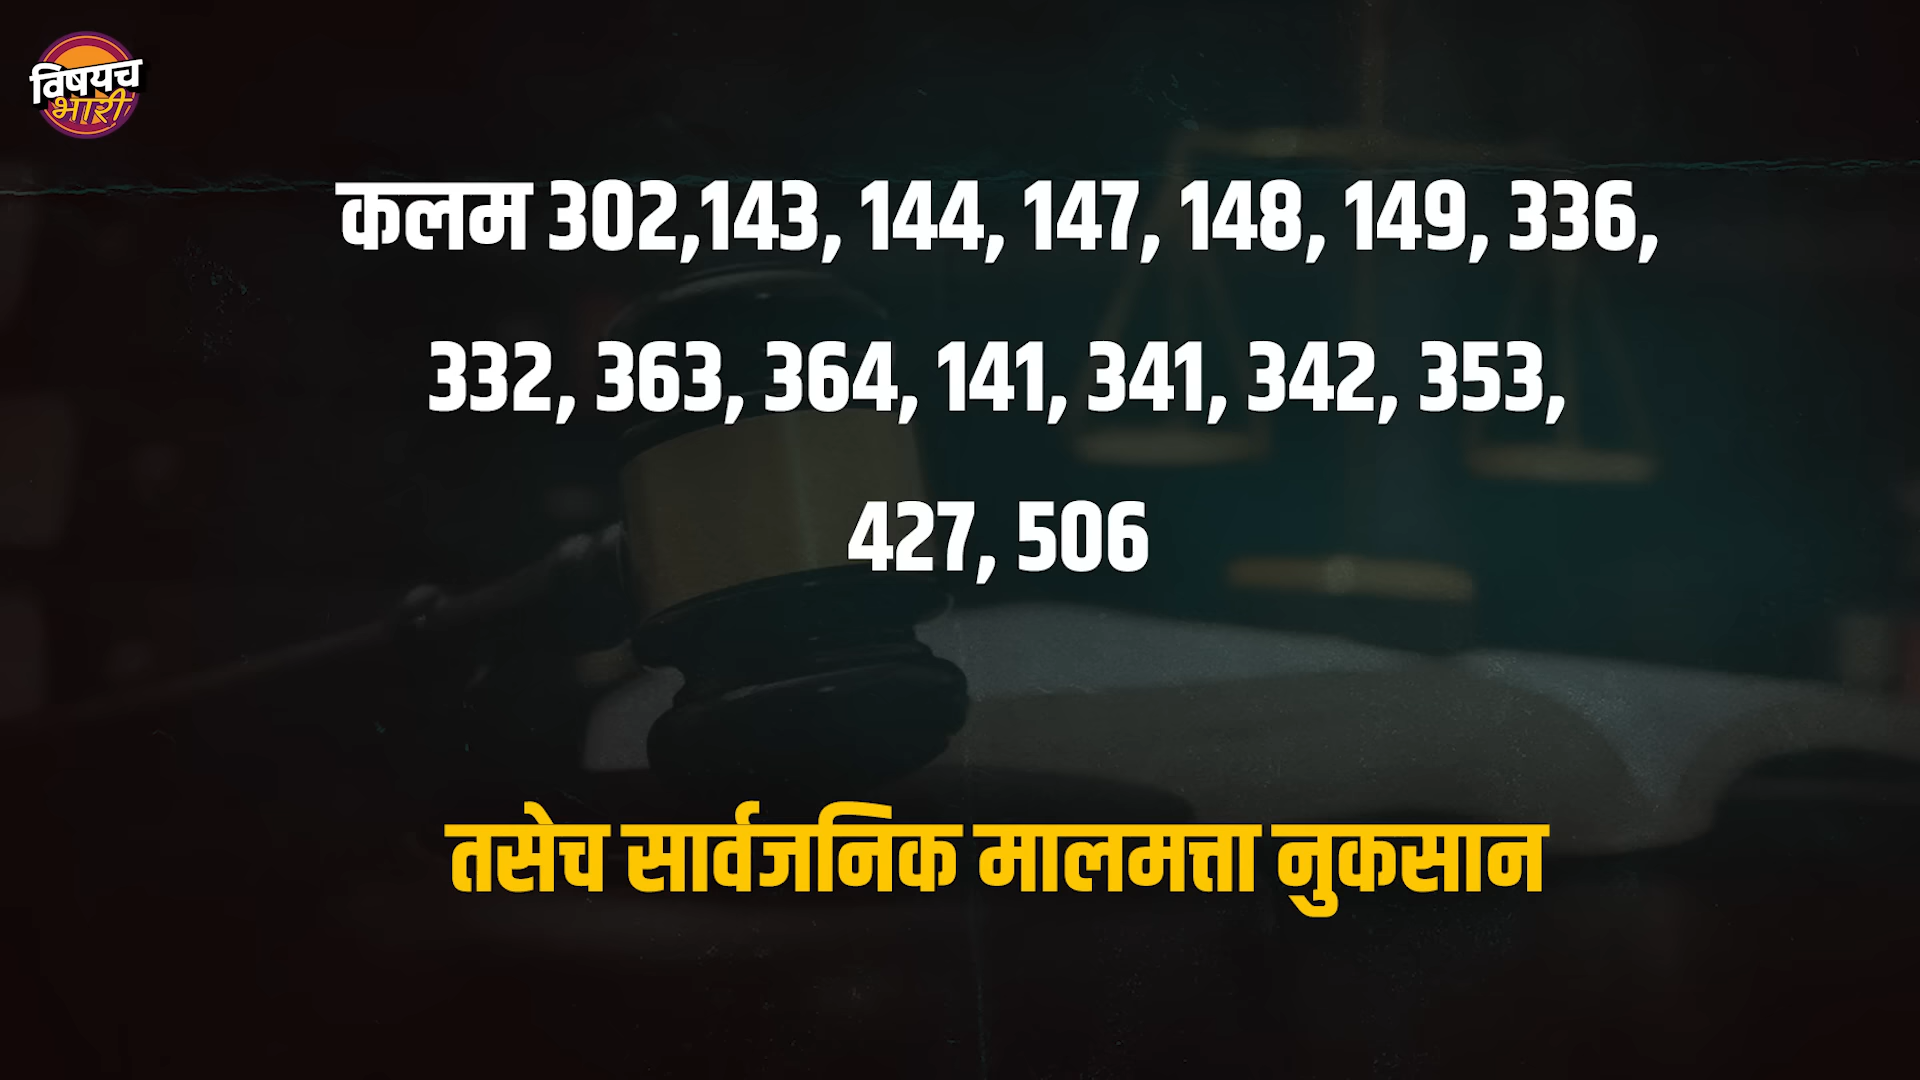 विषयच
भारी
कलम 302,143, 144, 147, 148, 149, 336,
332, 363, 364, 141, 341, 342, 353,
427, 506
तसेच सार्वजनिक मालमत्ता नुकसान